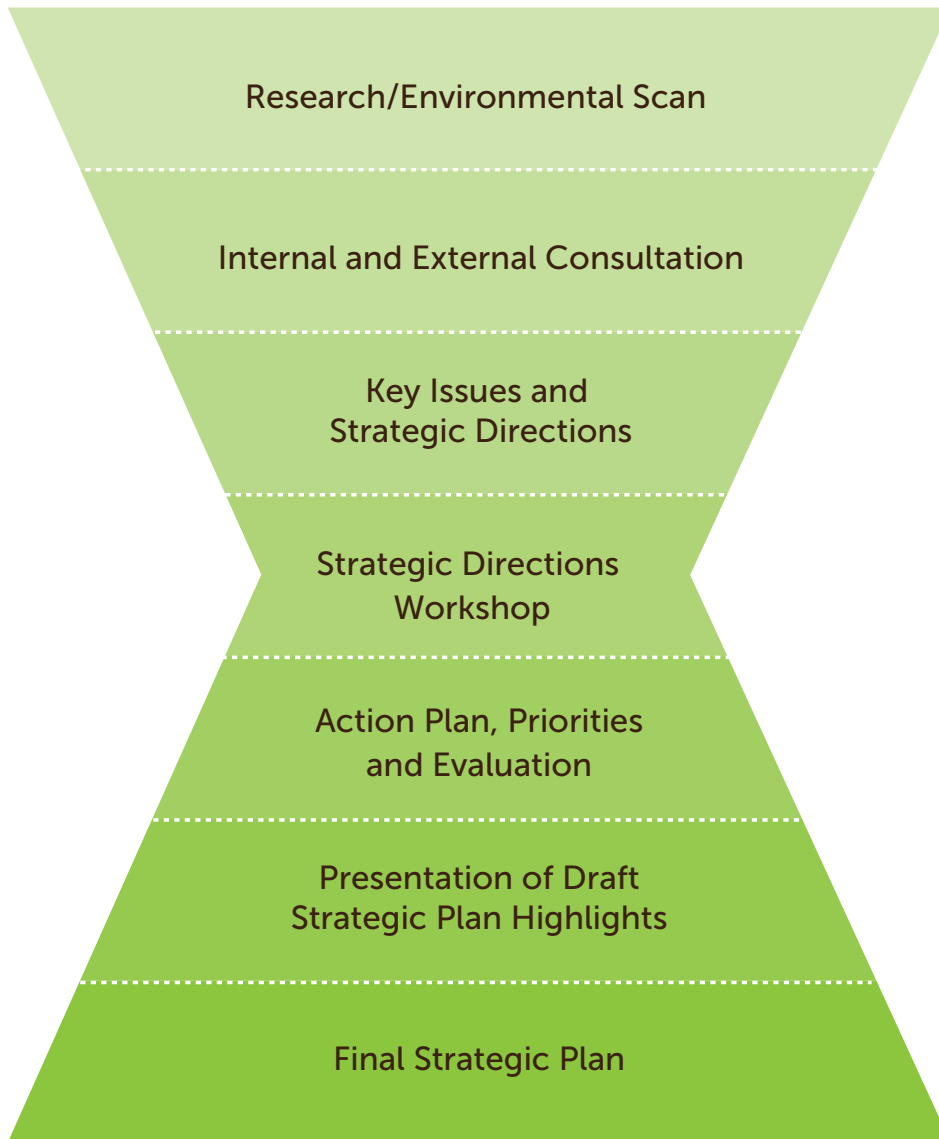 Research/Environmental Scan
Internal and External Consultation
Key Issues and
Strategic Directions
Strategic Directions
Workshop
Action Plan, Priorities
and Evaluation
Presentation of Draft
Strategic Plan Highlights
Final Strategic Plan